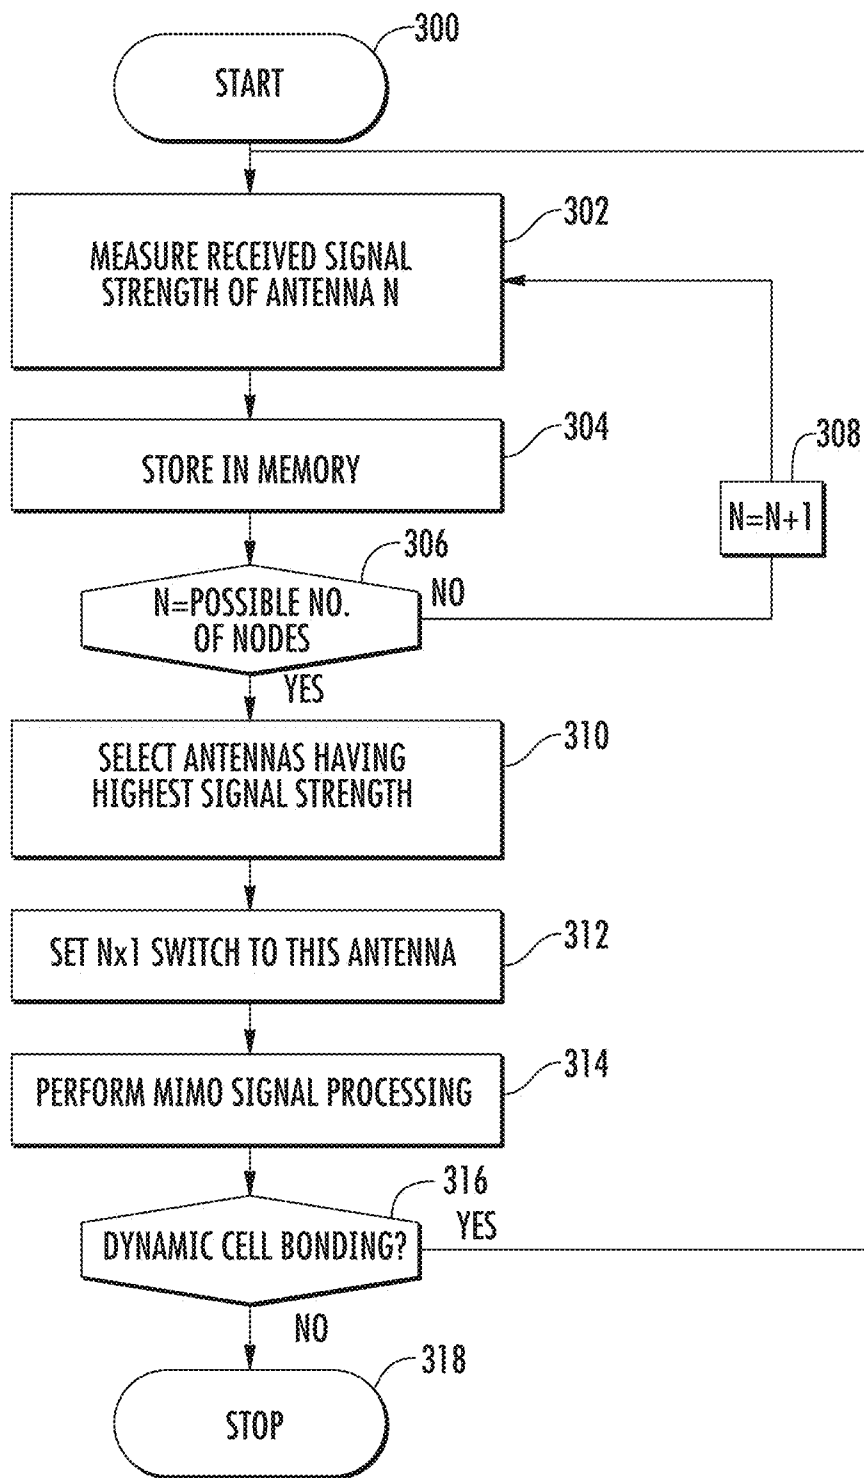 300
START
302
MEASURE RECEIVED SIGNAL
STRENGTH OF ANTENNA N
304
STORE IN MEMORY
308
N=N+1
306
N=POSSIBLE NO.
OF NODES
NO
YES
310
SELECT ANTENNAS HAVING
HIGHEST SIGNAL STRENGTH
312
SET Nx1 SWITCH TO THIS ANTENNA
314
PERFORM MIMO SIGNAL PROCESSING
316
DYNAMIC CELL BONDING?
YES
NO
318
STOP